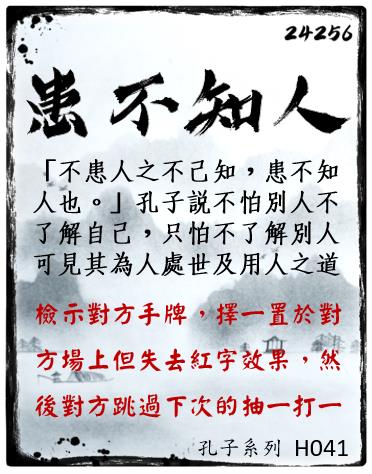 24256
患不知人
「不患人之不己知，患不知
人也。」孔子説不怕別人不
了解自己，只怕不了解別人
可見其為人處世及用人之道
檢示對方手牌，擇一置於對
方場上但失去紅字效果，然
後對方跳過下次的抽一打一
孔子系列 H041